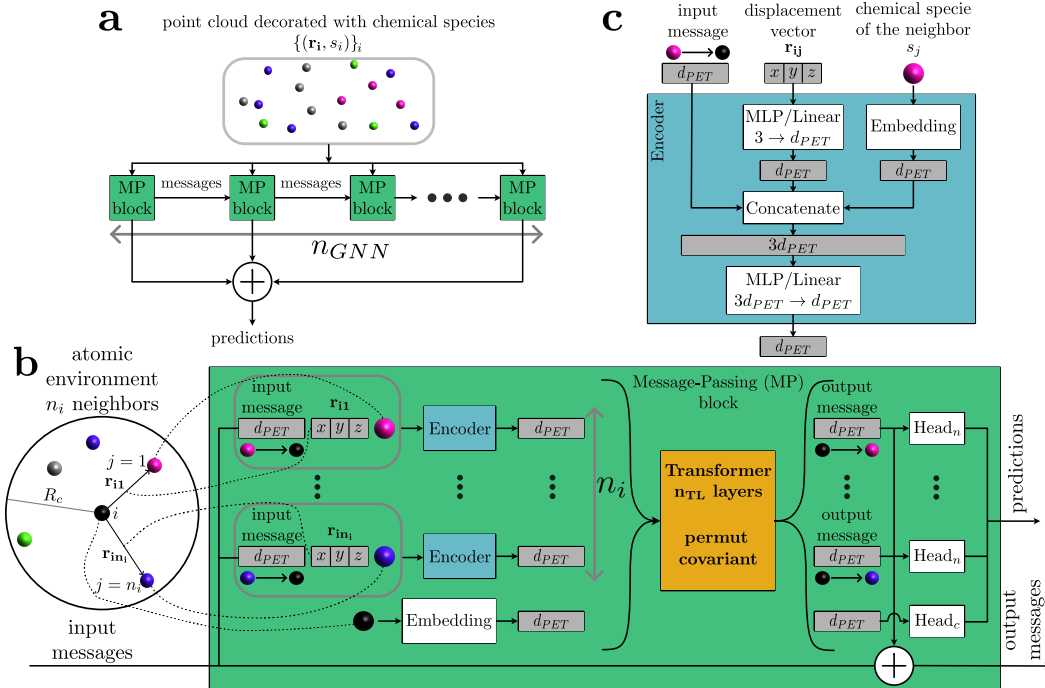 a
point cloud decorated with chemical species
{(r_i, s_i)}_i
MP block
messages
MP block
messages
MP block
MP block
n_GNN
predictions
c
input message
displacement vector
r_ij
chemical specie of the neighbor
s_j
d_PET
x y z
Encoder
MLP/Linear
3 → d_PET
Embedding
d_PET
d_PET
Concatenate
3d_PET
MLP/Linear
3d_PET → d_PET
d_PET
b
atomic environment
n_i neighbors
j = 1
r_i1
R_c
i
r_in_i
j = n_i
input messages
Message-Passing (MP) block
input message
r_i1
d_PET
x y z
Encoder
d_PET
n_i
input message
r_in_i
d_PET
x y z
Encoder
d_PET
Embedding
d_PET
Transformer
n_TL layers
permut covariant
output message
d_PET
Head_n
output message
d_PET
Head_n
d_PET
Head_c
predictions
output messages